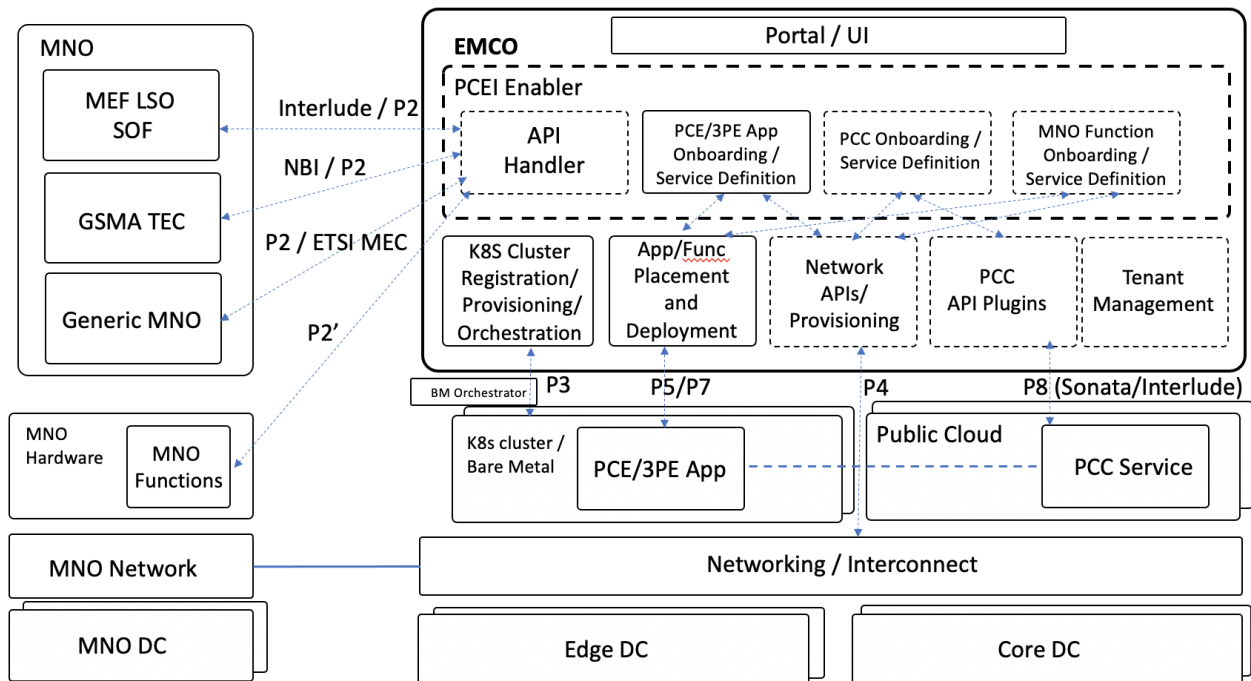 MNO
MEF LSO
SOF
GSMA TEC
Generic MNO
Interlude / P2
NBI / P2
P2 / ETSI MEC
P2’
EMCO
Portal / UI
PCEI Enabler
API
Handler
PCE/3PE App
Onboarding /
Service Definition
PCC Onboarding /
Service Definition
MNO Function
Onboarding /
Service Definition
K8S Cluster
Registration/
Provisioning/
Orchestration
App/Func
Placement
and
Deployment
Network
APIs/
Provisioning
PCC
API Plugins
Tenant
Management
BM Orchestrator
P3
P5/P7
P4
P8 (Sonata/Interlude)
MNO
Hardware
MNO
Functions
K8s cluster /
Bare Metal
PCE/3PE App
Public Cloud
PCC Service
MNO Network
Networking / Interconnect
MNO DC
Edge DC
Core DC